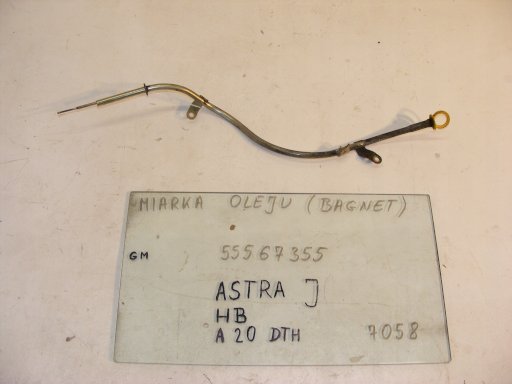 MIARKA OLEJU (BAGNET)
GM 55567355
ASTRA J
HB
A 20 DTH 7058